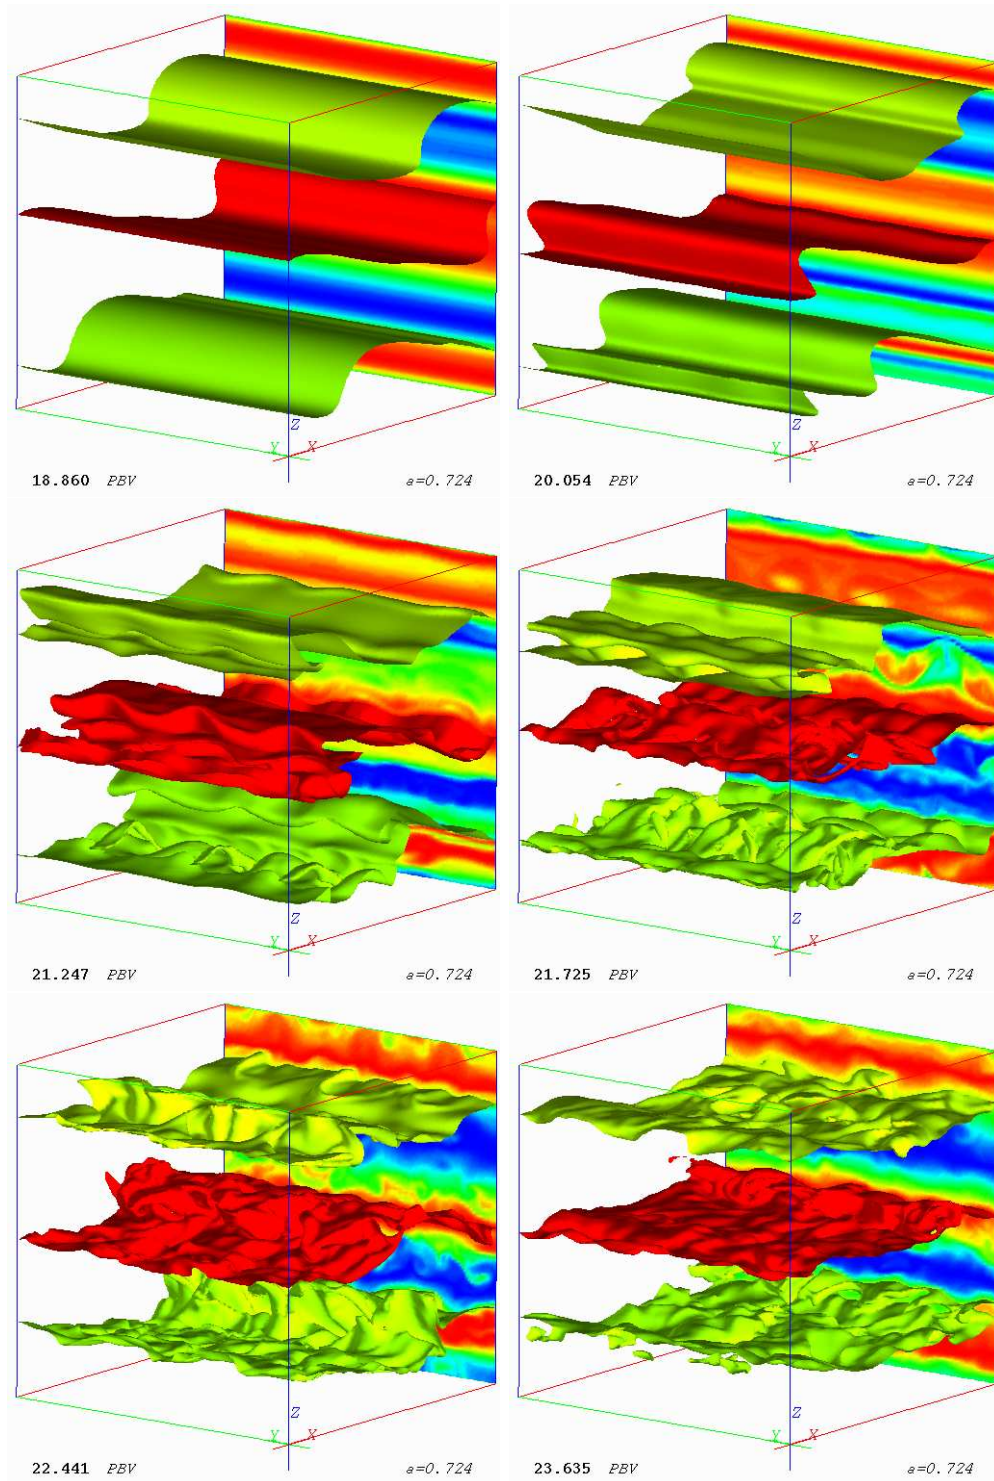 Z
Y X
18.860 PBV a=0.724
Z
Y X
20.054 PBV a=0.724
Z
Y X
21.247 PBV a=0.724
Z
Y X
21.725 PBV a=0.724
Z
Y X
22.441 PBV a=0.724
Z
Y X
23.635 PBV a=0.724